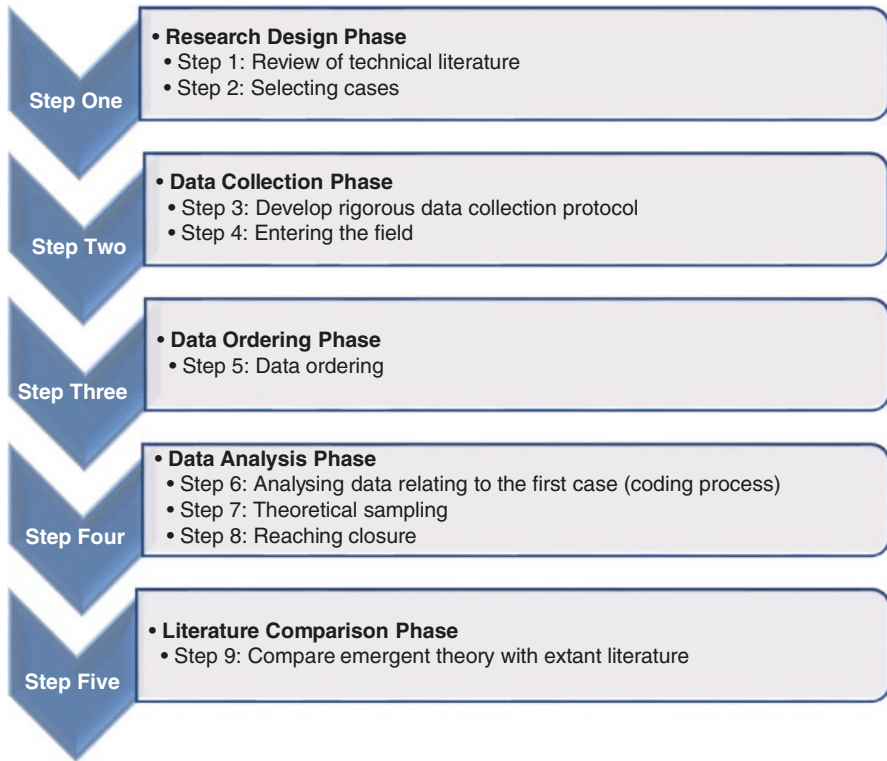 Step One
• Research Design Phase
• Step 1: Review of technical literature
• Step 2: Selecting cases
Step Two
• Data Collection Phase
• Step 3: Develop rigorous data collection protocol
• Step 4: Entering the field
Step Three
• Data Ordering Phase
• Step 5: Data ordering
Step Four
• Data Analysis Phase
• Step 6: Analysing data relating to the first case (coding process)
• Step 7: Theoretical sampling
• Step 8: Reaching closure
Step Five
• Literature Comparison Phase
• Step 9: Compare emergent theory with extant literature